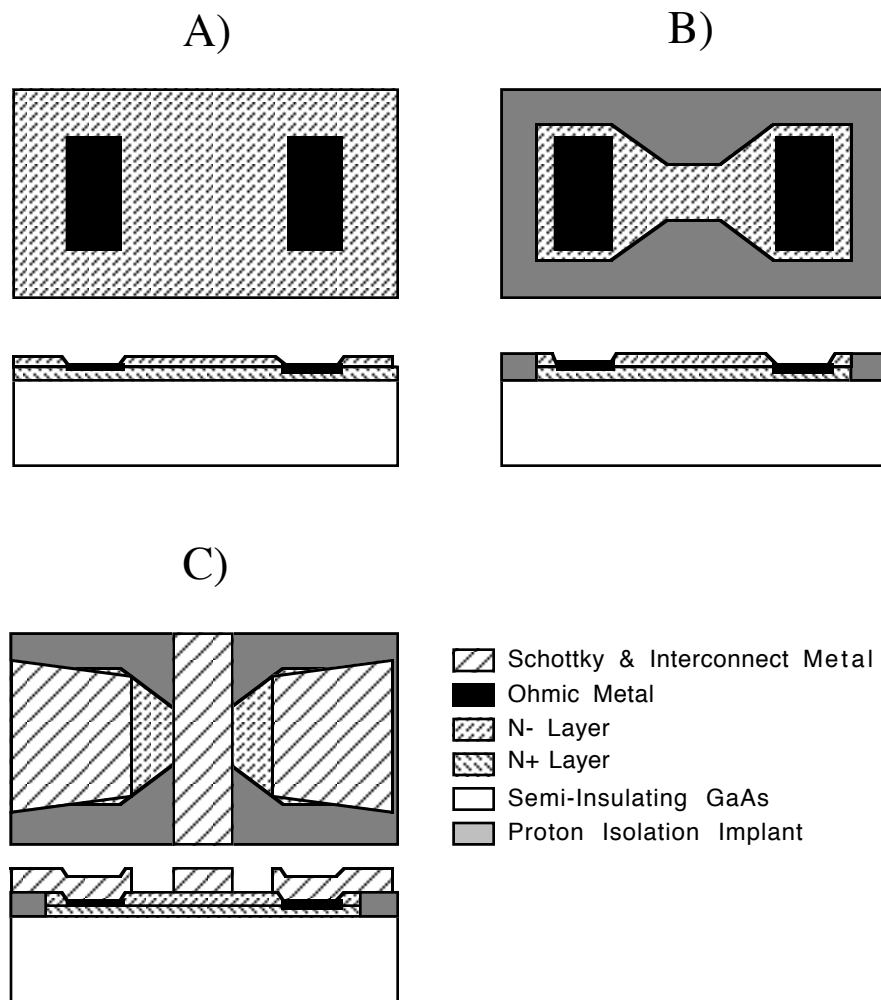 A)
B)
C)
Schottky & Interconnect Metal
Ohmic Metal
N- Layer
N+ Layer
Semi-Insulating GaAs
Proton Isolation Implant